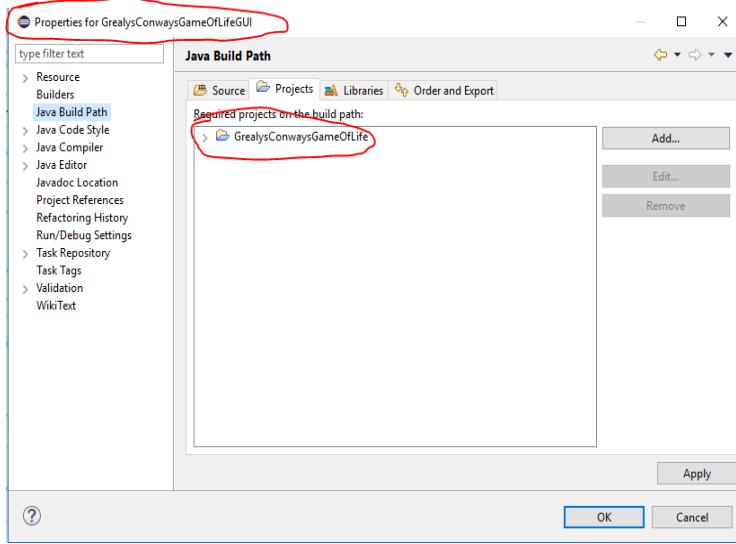 Properties for GrealysConwaysGameOfLifeGUI
type filter text
Java Build Path
Resource
Builders
Java Build Path
Java Code Style
Java Compiler
Java Editor
Javadoc Location
Project References
Refactoring History
Run/Debug Settings
Task Repository
Task Tags
Validation
WikiText
Source Projects Libraries Order and Export
Required projects on the build path:
GrealysConwaysGameOfLife
Add...
Edit...
Remove
Apply
OK Cancel